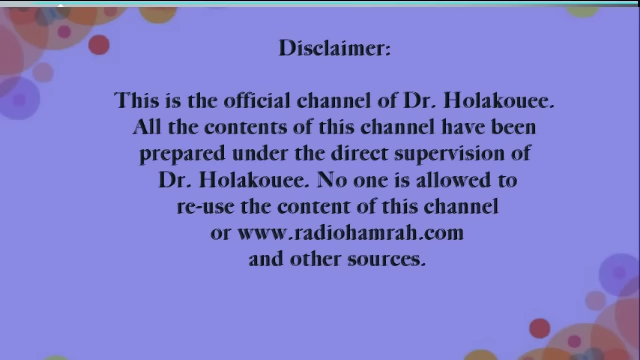 Disclaimer:
This is the official channel of Dr. Holakouee.
All the contents of this channel have been
prepared under the direct supervision of
Dr. Holakouee. No one is allowed to
re-use the content of this channel
or www.radiohamrah.com
and other sources.